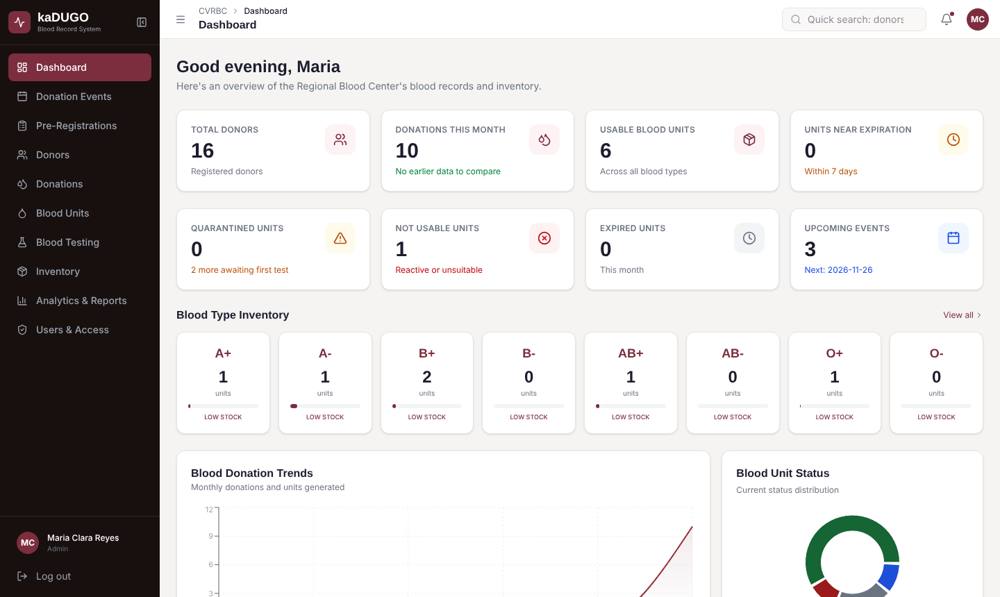 kaDUGO
Blood Record System
Dashboard
Donation Events
Pre-Registrations
Donors
Donations
Blood Units
Blood Testing
Inventory
Analytics & Reports
Users & Access
MC
Maria Clara Reyes
Admin
Log out
CVRBC > Dashboard
Dashboard
Quick search: donors
MC
Good evening, Maria
Here's an overview of the Regional Blood Center's blood records and inventory.
TOTAL DONORS
16
Registered donors
DONATIONS THIS MONTH
10
No earlier data to compare
USABLE BLOOD UNITS
6
Across all blood types
UNITS NEAR EXPIRATION
0
Within 7 days
QUARANTINED UNITS
0
2 more awaiting first test
NOT USABLE UNITS
1
Reactive or unsuitable
EXPIRED UNITS
0
This month
UPCOMING EVENTS
3
Next: 2026-11-26
Blood Type Inventory
View all >
A+
1
units
LOW STOCK
A-
1
units
LOW STOCK
B+
2
units
LOW STOCK
B-
0
units
LOW STOCK
AB+
1
units
LOW STOCK
AB-
0
units
LOW STOCK
O+
1
units
LOW STOCK
O-
0
units
LOW STOCK
Blood Donation Trends
Monthly donations and units generated
12
9
6
3
Blood Unit Status
Current status distribution